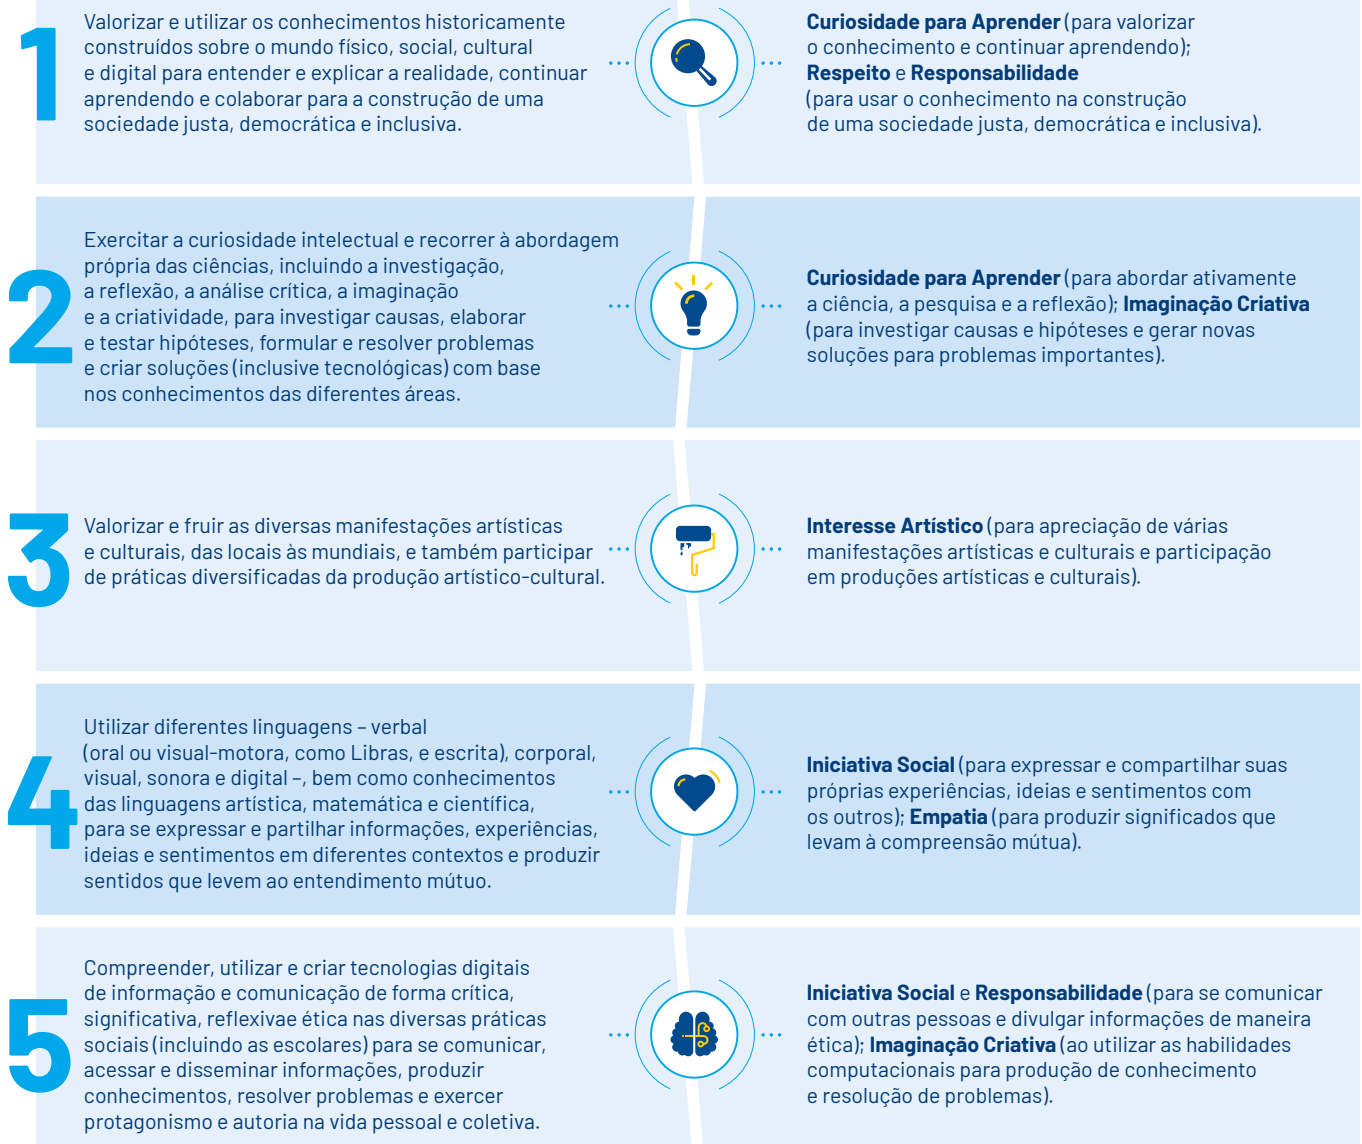 1
Valorizar e utilizar os conhecimentos historicamente
construídos sobre o mundo físico, social, cultural
e digital para entender e explicar a realidade, continuar
aprendendo e colaborar para a construção de uma
sociedade justa, democrática e inclusiva.
Curiosidade para Aprender (para valorizar
o conhecimento e continuar aprendendo);
Respeito e Responsabilidade
(para usar o conhecimento na construção
de uma sociedade justa, democrática e inclusiva).
2
Exercitar a curiosidade intelectual e recorrer à abordagem
própria das ciências, incluindo a investigação,
a reflexão, a análise crítica, a imaginação
e a criatividade, para investigar causas, elaborar
e testar hipóteses, formular e resolver problemas
e criar soluções (inclusive tecnológicas) com base
nos conhecimentos das diferentes áreas.
Curiosidade para Aprender (para abordar ativamente
a ciência, a pesquisa e a reflexão); Imaginação Criativa
(para investigar causas e hipóteses e gerar novas
soluções para problemas importantes).
3
Valorizar e fruir as diversas manifestações artísticas
e culturais, das locais às mundiais, e também participar
de práticas diversificadas da produção artístico-cultural.
Interesse Artístico (para apreciação de várias
manifestações artísticas e culturais e participação
em produções artísticas e culturais).
4
Utilizar diferentes linguagens – verbal
(oral ou visual-motora, como Libras, e escrita), corporal,
visual, sonora e digital –, bem como conhecimentos
das linguagens artística, matemática e científica,
para se expressar e partilhar informações, experiências,
ideias e sentimentos em diferentes contextos e produzir
sentidos que levem ao entendimento mútuo.
Iniciativa Social (para expressar e compartilhar suas
próprias experiências, ideias e sentimentos com
os outros); Empatia (para produzir significados que
levam à compreensão mútua).
5
Compreender, utilizar e criar tecnologias digitais
de informação e comunicação de forma crítica,
significativa, reflexivae ética nas diversas práticas
sociais (incluindo as escolares) para se comunicar,
acessar e disseminar informações, produzir
conhecimentos, resolver problemas e exercer
protagonismo e autoria na vida pessoal e coletiva.
Iniciativa Social e Responsabilidade (para se comunicar
com outras pessoas e divulgar informações de maneira
ética); Imaginação Criativa (ao utilizar as habilidades
computacionais para produção de conhecimento
e resolução de problemas).